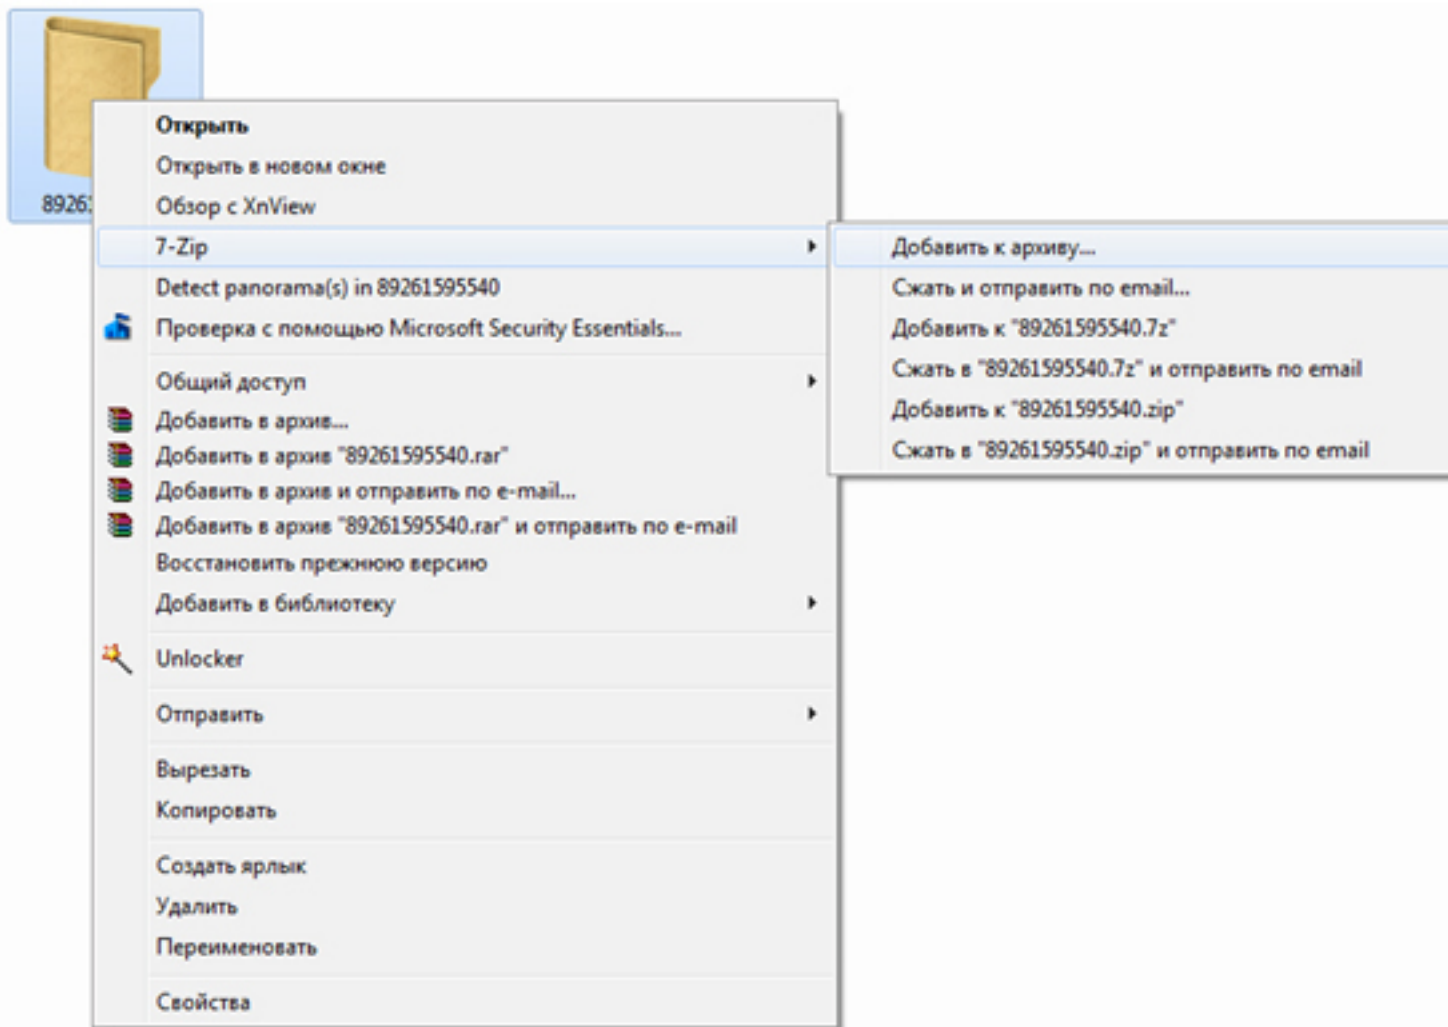 8926
Открыть
Открыть в новом окне
Обзор с XnView
7-Zip
Detect panorama(s) in 89261595540
Проверка с помощью Microsoft Security Essentials...
Общий доступ
Добавить в архив...
Добавить в архив "89261595540.rar"
Добавить в архив и отправить по e-mail...
Добавить в архив "89261595540.rar" и отправить по e-mail
Восстановить прежнюю версию
Добавить в библиотеку
Unlocker
Отправить
Вырезать
Копировать
Создать ярлык
Удалить
Переименовать
Свойства
Добавить к архиву...
Сжать и отправить по email...
Добавить к "89261595540.7z"
Сжать в "89261595540.7z" и отправить по email
Добавить к "89261595540.zip"
Сжать в "89261595540.zip" и отправить по email